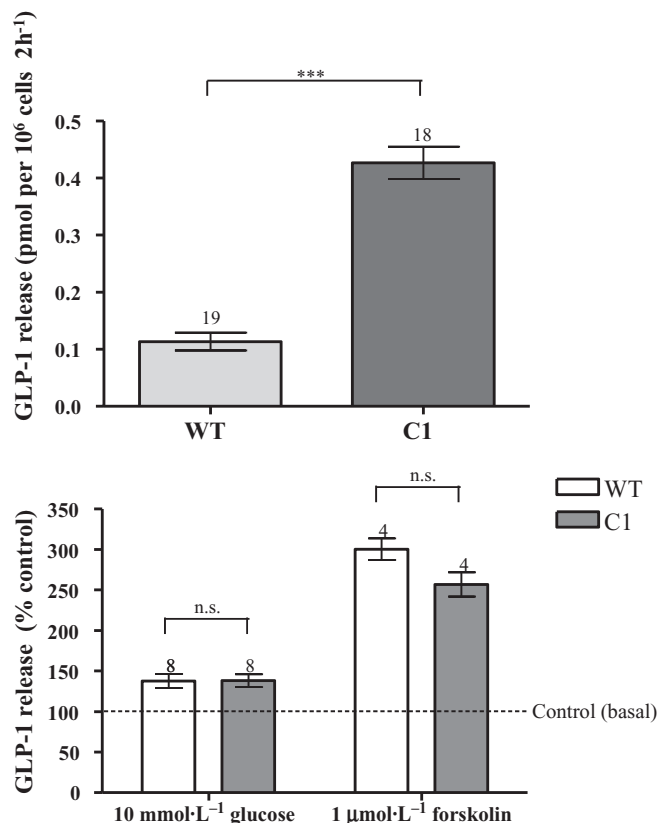 ***
GLP-1 release (pmol per 10⁶ cells 2h⁻¹)
0.5
0.4
0.3
0.2
0.1
0.0
19
18
WT
C1
GLP-1 release (% control)
350
300
250
200
150
100
50
0
n.s.
8
8
n.s.
4
4
WT
C1
Control (basal)
10 mmol·L⁻¹ glucose
1 μmol·L⁻¹ forskolin